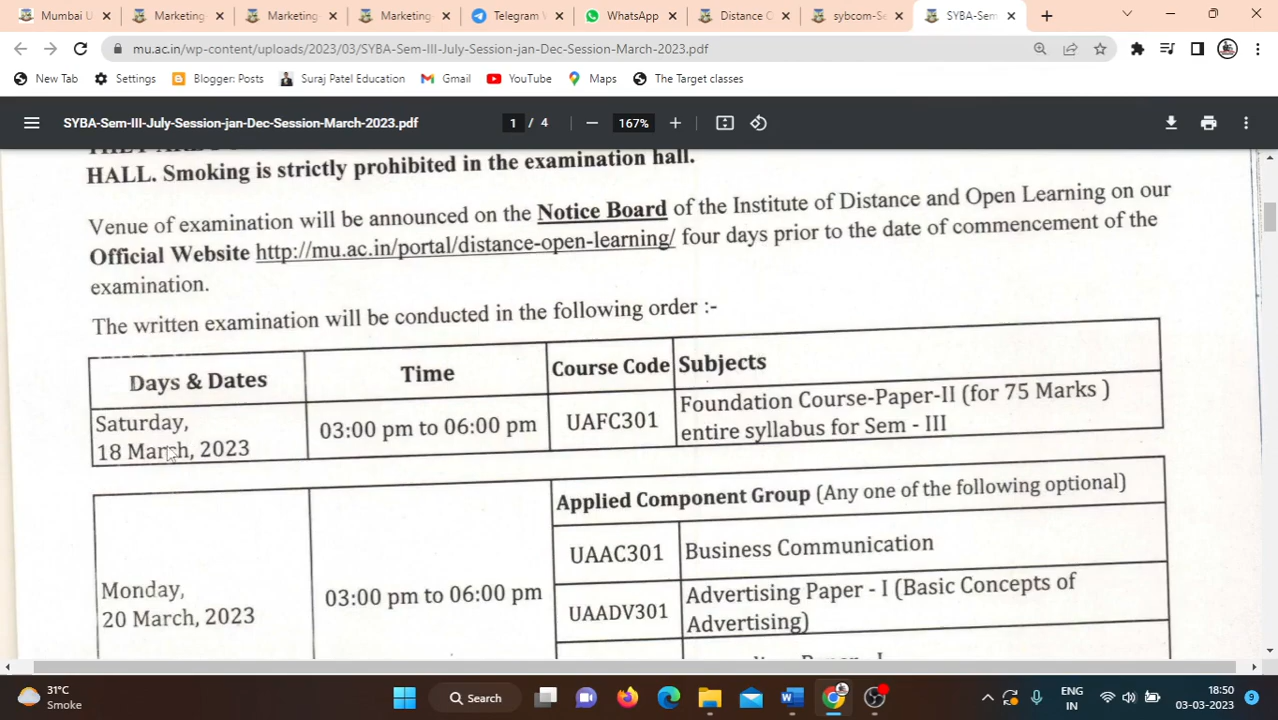 Mumbai U
Marketing
Marketing
Marketing
Telegram
WhatsApp
Distance
sybcom-Se
SYBA-Sem
mu.ac.in/wp-content/uploads/2023/03/SYBA-Sem-III-July-Session-jan-Dec-Session-March-2023.pdf
New Tab
Settings
Blogger: Posts
Suraj Patel Education
Gmail
YouTube
Maps
The Target classes
SYBA-Sem-III-July-Session-jan-Dec-Session-March-2023.pdf
1 / 4
167%
HALL. Smoking is strictly prohibited in the examination hall.
Venue of examination will be announced on the Notice Board of the Institute of Distance and Open Learning on our
Official Website http://mu.ac.in/portal/distance-open-learning/ four days prior to the date of commencement of the
examination.
The written examination will be conducted in the following order :-
Days & Dates
Time
Course Code
Subjects
Saturday,
18 March, 2023
03:00 pm to 06:00 pm
UAFC301
Foundation Course-Paper-II (for 75 Marks )
entire syllabus for Sem - III
Monday,
20 March, 2023
03:00 pm to 06:00 pm
Applied Component Group (Any one of the following optional)
UAAC301
Business Communication
UAADV301
Advertising Paper - I (Basic Concepts of
Advertising)
31°C
Smoke
Search
ENG
IN
18:50
03-03-2023
9